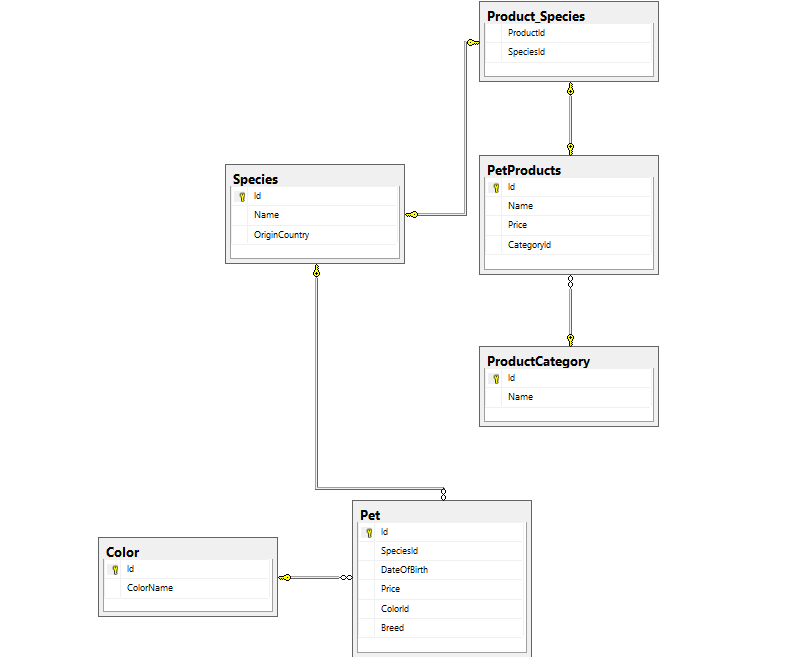 Product_Species
ProductId
SpeciesId
Species
Id
Name
OriginCountry
PetProducts
Id
Name
Price
CategoryId
ProductCategory
Id
Name
Color
Id
ColorName
Pet
Id
SpeciesId
DateOfBirth
Price
ColorId
Breed